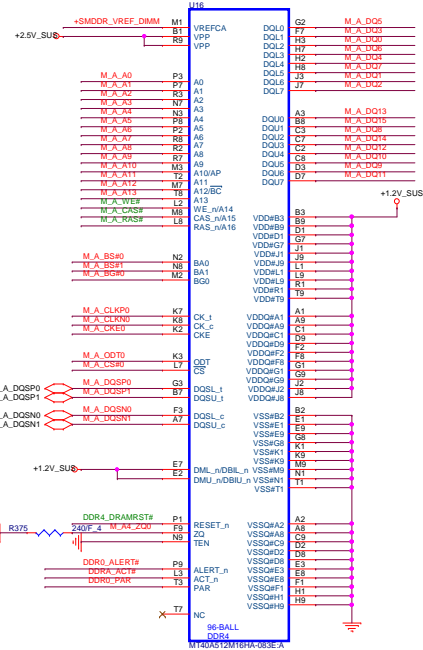 U16
+SMDDR_VREF_DIMM M1 VREFCA DQL0 G2 M_A_DQ5
+2.5V_SUS B1 VPP DQL1 F7 M_A_DQ3
R9 VPP DQL2 H3 M_A_DQ0
DQL3 H7 M_A_DQ6
DQL4 H2 M_A_DQ4
DQL5 H8 M_A_DQ7
M_A_A0 P3 A0 DQL6 J3 M_A_DQ1
M_A_A1 P7 A1 DQL7 J7 M_A_DQ2
M_A_A2 R3 A2
M_A_A3 N7 A3
M_A_A4 N3 A4 DQU0 A3 M_A_DQ13
M_A_A5 P8 A5 DQU1 B8 M_A_DQ15
M_A_A6 P2 A6 DQU2 C3 M_A_DQ8
M_A_A7 R8 A7 DQU3 C7 M_A_DQ14
M_A_A8 R2 A8 DQU4 C2 M_A_DQ12
M_A_A9 R7 A9 DQU5 C8 M_A_DQ10
M_A_A10 M3 A10/AP DQU6 D3 M_A_DQ9
M_A_A11 T2 A11 DQU7 D7 M_A_DQ11
M_A_A12 M7 A12/BC
M_A_A13 T8 A13 +1.2V_SUS
M_A_WE# L2 WE_n/A14
M_A_CAS# M8 CAS_n/A15 VDD#B3 B3
M_A_RAS# L8 RAS_n/A16 VDD#B9 B9
VDD#D1 D1
VDD#G7 G7
VDD#J1 J1
M_A_BS#0 N2 BA0 VDD#J9 J9
M_A_BS#1 N8 BA1 VDD#L1 L1
M_A_BG#0 M2 BG0 VDD#L9 L9
VDD#R1 R1
VDD#T9 T9
M_A_CLKP0 K7 CK_t VDDQ#A1 A1
M_A_CLKN0 K8 CK_c VDDQ#A9 A9
M_A_CKE0 K2 CKE VDDQ#C1 C1
VDDQ#D9 D9
VDDQ#F2 F2
M_A_ODT0 K3 ODT VDDQ#F8 F8
M_A_CS#0 L7 CS VDDQ#G1 G1
VDDQ#G9 G9
_A_DQSP0 M_A_DQSP0 G3 DQSL_t VDDQ#J2 J2
_A_DQSP1 M_A_DQSP1 B7 DQSU_t VDDQ#J8 J8
_A_DQSN0 M_A_DQSN0 F3 DQSL_c VSS#B2 B2
_A_DQSN1 M_A_DQSN1 A7 DQSU_c VSS#E1 E1
VSS#E9 E9
VSS#G8 G8
VSS#K1 K1
VSS#K9 K9
+1.2V_SUS E7 DML_n/DBIL_n VSS#M9 M9
E2 DMU_n/DBIU_n VSS#N1 N1
VSS#T1 T1
DDR4_DRAMRST# P1 RESET_n VSSQ#A2 A2
R375 240/F_4 M_A4_ZQ0 F9 ZQ VSSQ#A8 A8
N9 TEN VSSQ#C9 C9
VSSQ#D2 D2
VSSQ#D8 D8
DDR0_ALERT# P9 ALERT_n VSSQ#E3 E3
DDRA_ACT# L3 ACT_n VSSQ#E8 E8
DDR0_PAR T3 PAR VSSQ#F1 F1
VSSQ#H1 H1
VSSQ#H9 H9
T7 NC
96-BALL
DDR4
MT40A512M16HA-083E:A